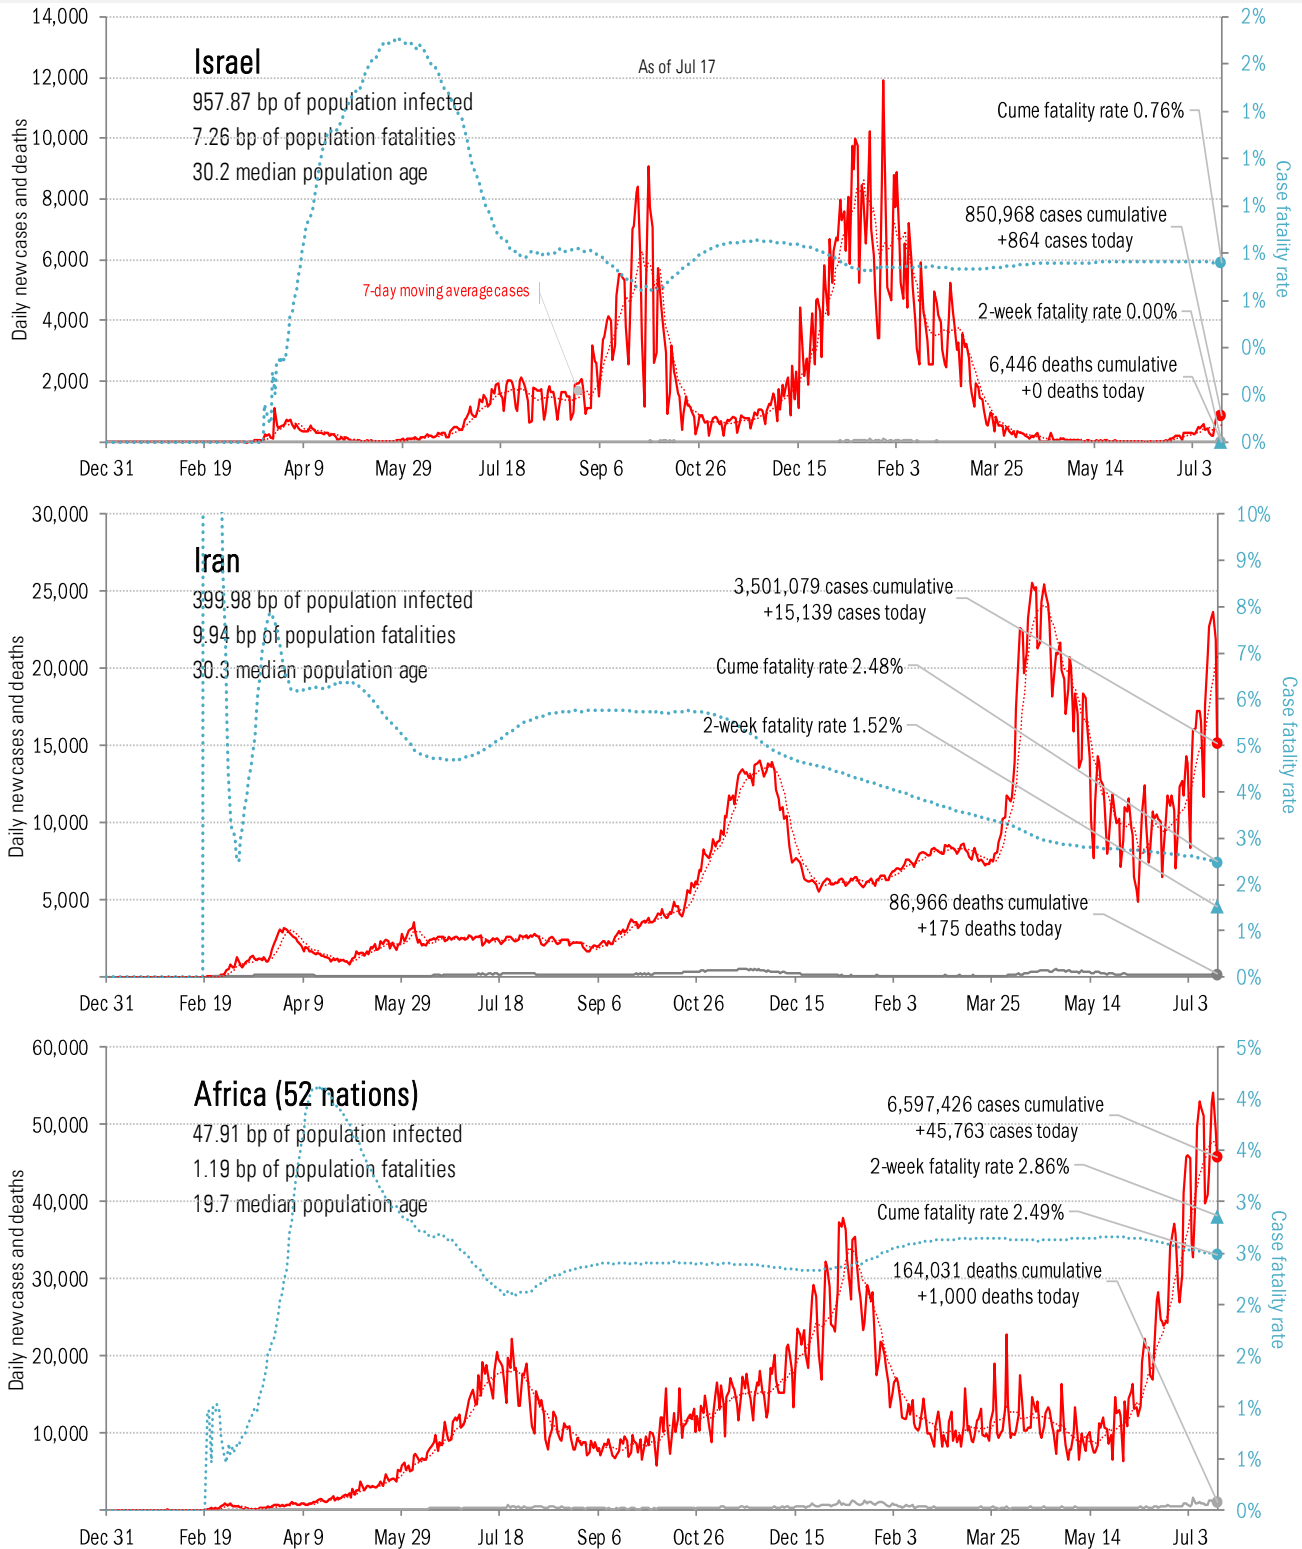 14,000
12,000
10,000
8,000
6,000
4,000
2,000
Daily new cases and deaths
Israel
957.87 bp of population infected
7.26 bp of population fatalities
30.2 median population age
As of Jul 17
7-day moving average cases
Cume fatality rate 0.76%
850,968 cases cumulative
+864 cases today
2-week fatality rate 0.00%
6,446 deaths cumulative
+0 deaths today
2%
2%
1%
1%
1%
1%
1%
0%
0%
0%
Case fatality rate
Dec 31 Feb 19 Apr 9 May 29 Jul 18 Sep 6 Oct 26 Dec 15 Feb 3 Mar 25 May 14 Jul 3
30,000
25,000
20,000
15,000
10,000
5,000
Daily new cases and deaths
Iran
399.98 bp of population infected
9.94 bp of population fatalities
30.3 median population age
3,501,079 cases cumulative
+15,139 cases today
Cume fatality rate 2.48%
2-week fatality rate 1.52%
86,966 deaths cumulative
+175 deaths today
10%
9%
8%
7%
6%
5%
4%
3%
2%
1%
0%
Case fatality rate
Dec 31 Feb 19 Apr 9 May 29 Jul 18 Sep 6 Oct 26 Dec 15 Feb 3 Mar 25 May 14 Jul 3
60,000
50,000
40,000
30,000
20,000
10,000
Daily new cases and deaths
Africa (52 nations)
47.91 bp of population infected
1.19 bp of population fatalities
19.7 median population age
6,597,426 cases cumulative
+45,763 cases today
2-week fatality rate 2.86%
Cume fatality rate 2.49%
164,031 deaths cumulative
+1,000 deaths today
5%
4%
4%
3%
3%
2%
2%
1%
1%
0%
Case fatality rate
Dec 31 Feb 19 Apr 9 May 29 Jul 18 Sep 6 Oct 26 Dec 15 Feb 3 Mar 25 May 14 Jul 3